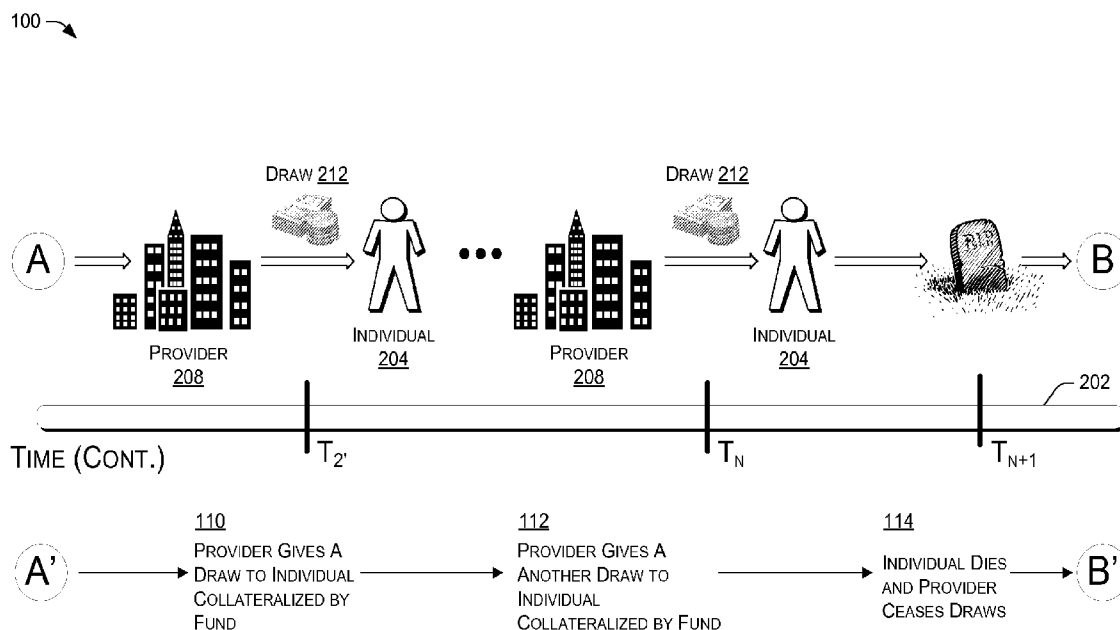 100
DRAW 212
DRAW 212
A
B
RIP
INDIVIDUAL
204
INDIVIDUAL
204
PROVIDER
208
PROVIDER
208
202
TIME (CONT.)
T2'
TN
TN+1
110
PROVIDER GIVES A
DRAW TO INDIVIDUAL
COLLATERALIZED BY
FUND
112
PROVIDER GIVES A
ANOTHER DRAW TO
INDIVIDUAL
COLLATERALIZED BY FUND
114
INDIVIDUAL DIES
AND PROVIDER
CEASES DRAWS
A'
B'